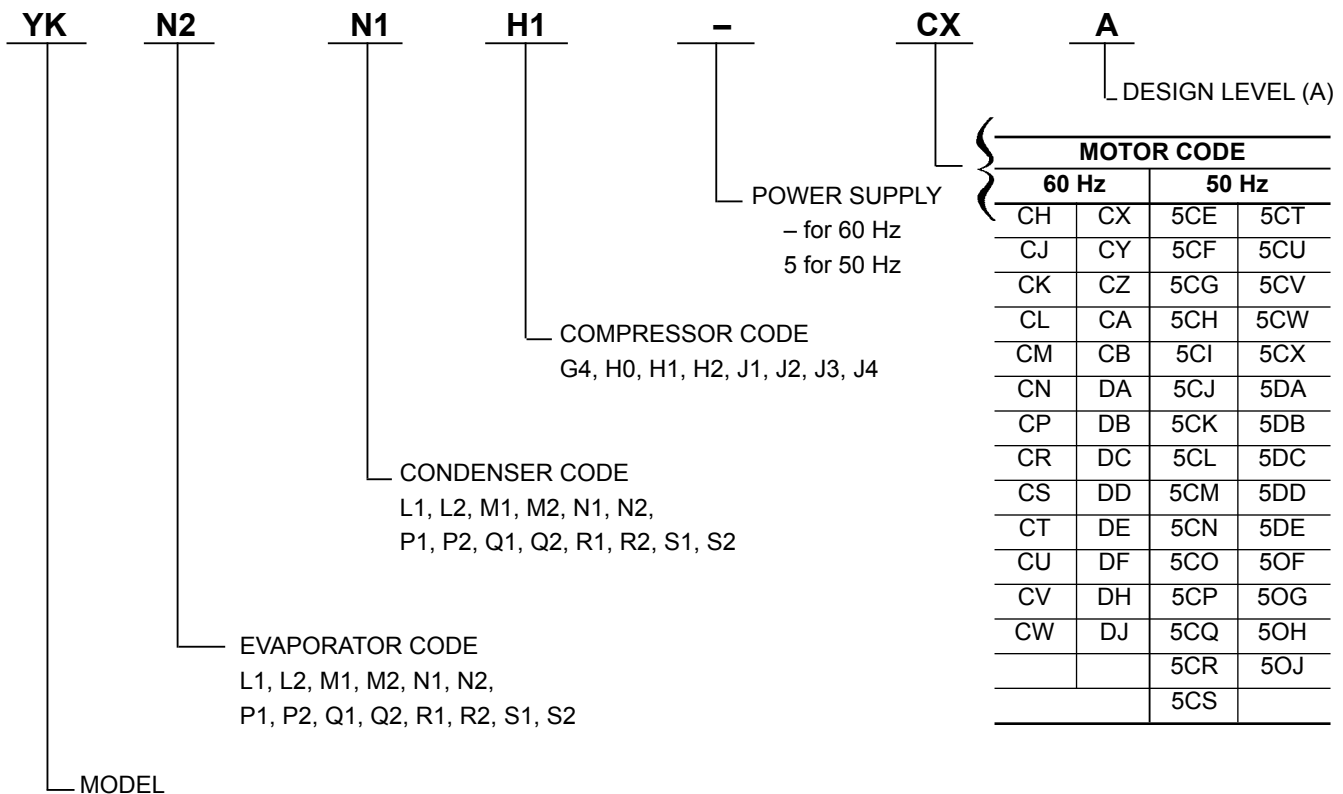 YK N2 N1 H1 – CX A
DESIGN LEVEL (A)
MOTOR CODE
60 Hz 50 Hz
CH CX 5CE 5CT
CJ CY 5CF 5CU
CK CZ 5CG 5CV
CL CA 5CH 5CW
CM CB 5CI 5CX
CN DA 5CJ 5DA
CP DB 5CK 5DB
CR DC 5CL 5DC
CS DD 5CM 5DD
CT DE 5CN 5DE
CU DF 5CO 5OF
CV DH 5CP 5OG
CW DJ 5CQ 5OH
5CR 5OJ
5CS
POWER SUPPLY
– for 60 Hz
5 for 50 Hz
COMPRESSOR CODE
G4, H0, H1, H2, J1, J2, J3, J4
CONDENSER CODE
L1, L2, M1, M2, N1, N2,
P1, P2, Q1, Q2, R1, R2, S1, S2
EVAPORATOR CODE
L1, L2, M1, M2, N1, N2,
P1, P2, Q1, Q2, R1, R2, S1, S2
MODEL